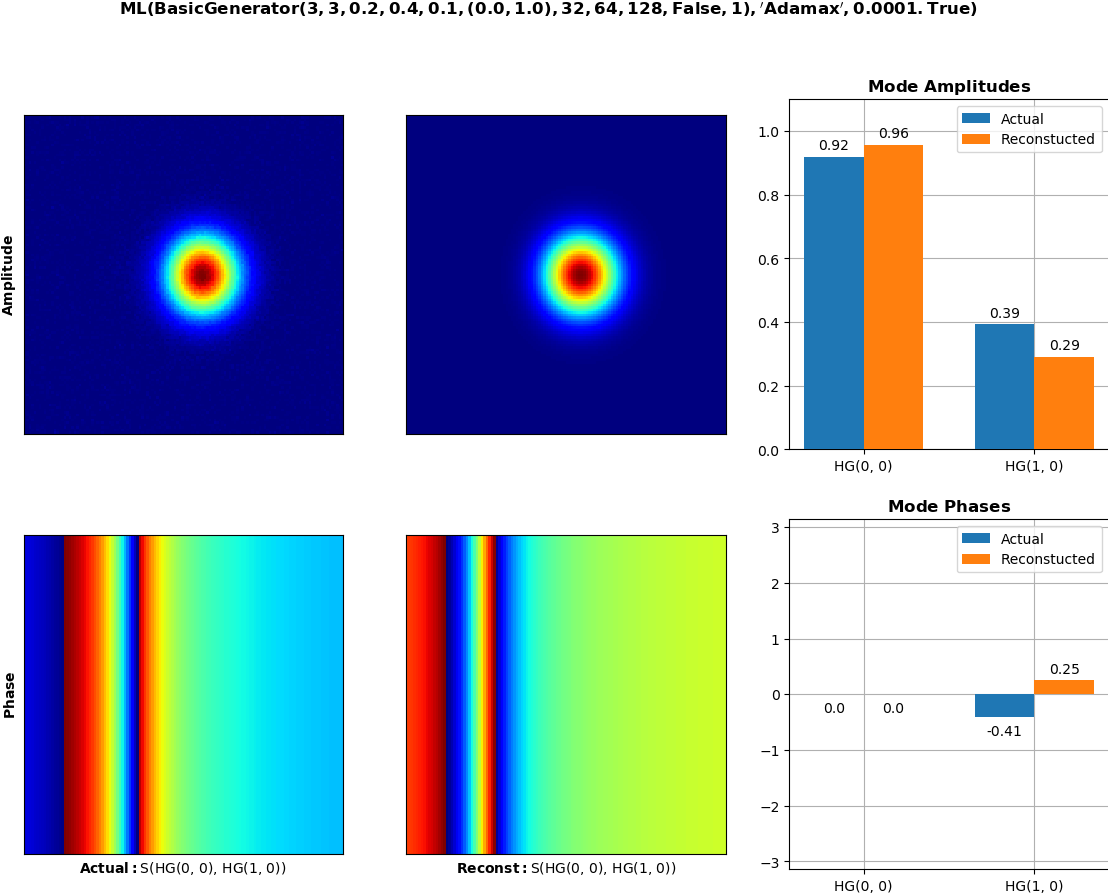 ML(BasicGenerator(3, 3, 0.2, 0.4, 0.1, (0.0, 1.0), 32, 64, 128, False, 1), ′Adamax′, 0.0001. True)
Amplitude
Mode Amplitudes
Actual
Reconstucted
1.0
0.8
0.6
0.4
0.2
0.0
0.92
0.96
0.39
0.29
HG(0, 0)
HG(1, 0)
Phase
Actual: S(HG(0, 0), HG(1, 0))
Reconst: S(HG(0, 0), HG(1, 0))
Mode Phases
Actual
Reconstucted
3
2
1
0
−1
−2
−3
0.0
0.0
-0.41
0.25
HG(0, 0)
HG(1, 0)